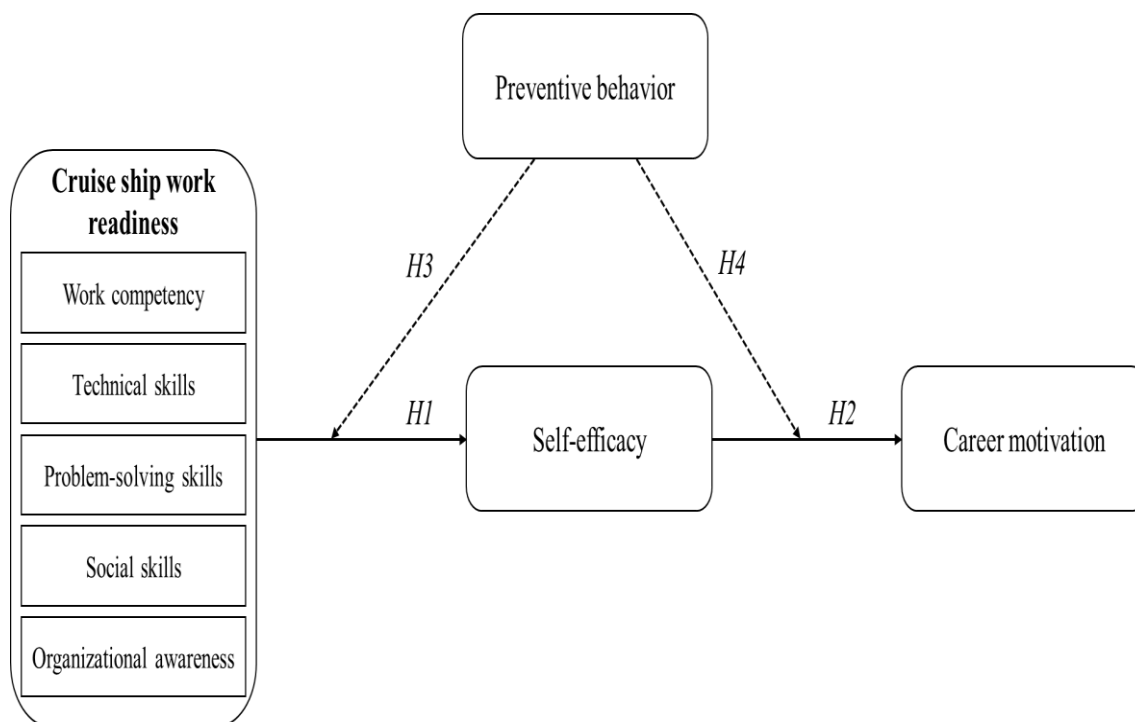 Preventive behavior
Cruise ship work
readiness
Work competency
Technical skills
Problem-solving skills
Social skills
Organizational awareness
H3
H4
H1
Self-efficacy
H2
Career motivation